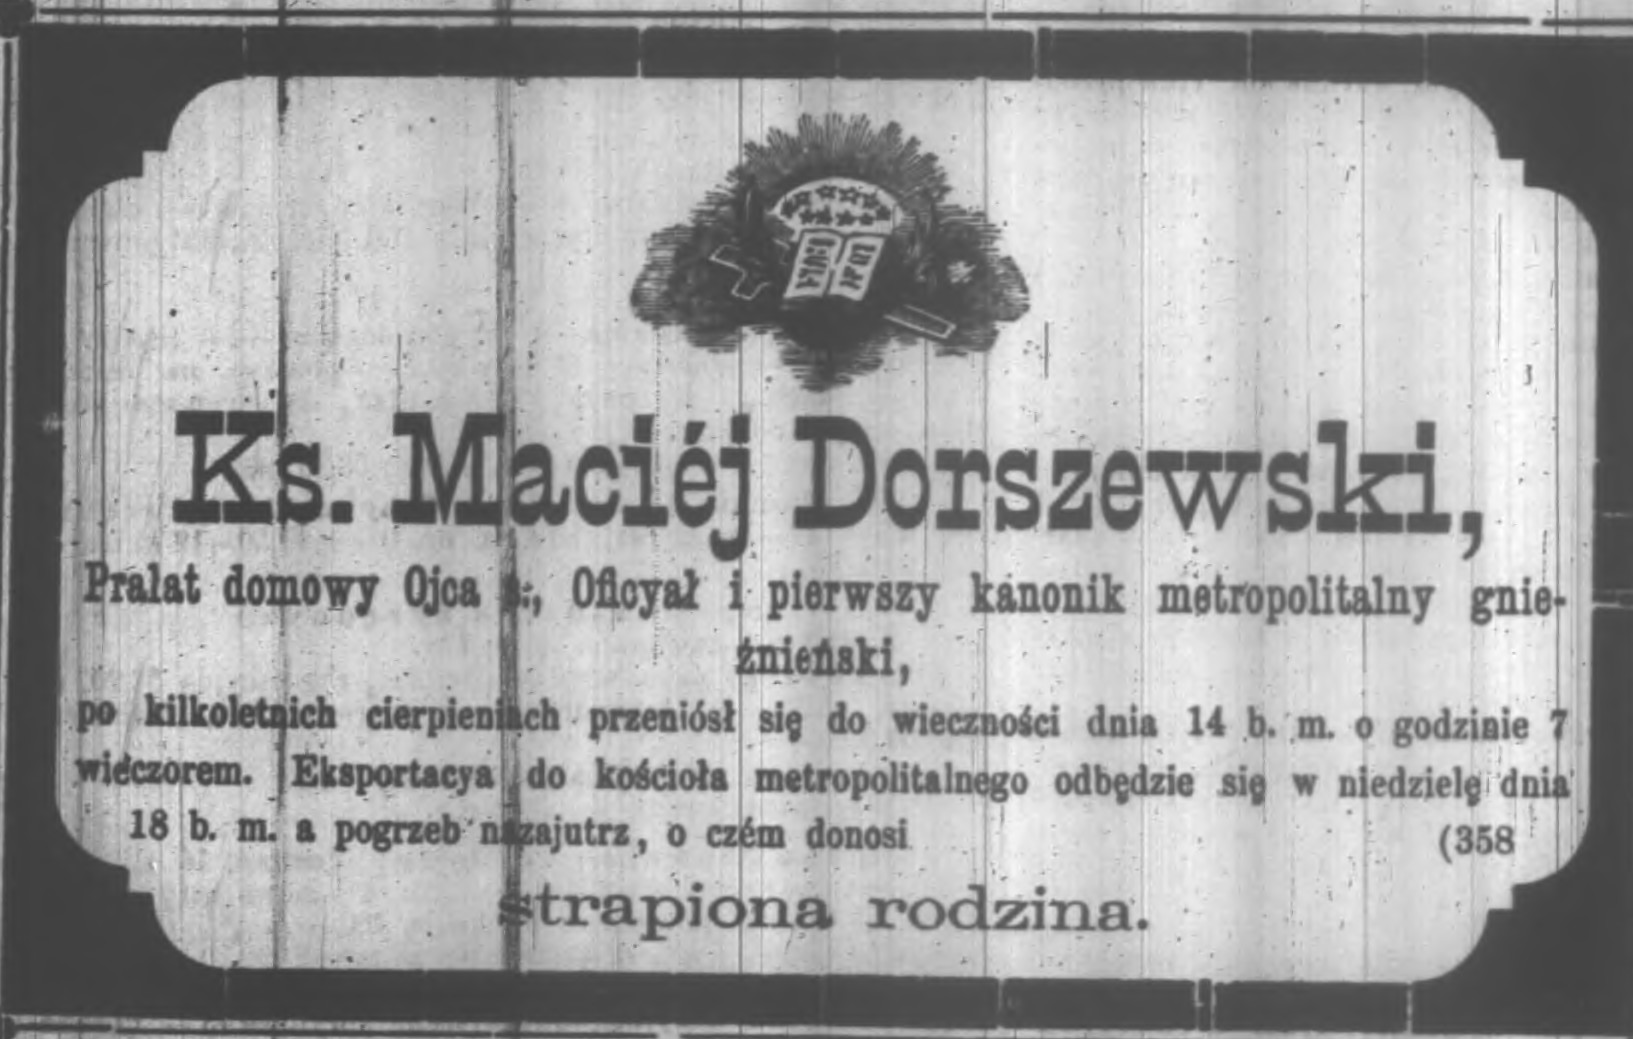 Ks. Maciéj Dorszewski,
Prałat domowy Ojca ś., Oficyał i pierwszy kanonik metropolitalny gnie-
źnieński,
po kilkoletnich cierpieniach przeniósł się do wieczności dnia 14 b. m. o godzinie 7
wieczorem. Eksportacya do kościoła metropolitalnego odbędzie się w niedzielę dnia
18 b. m. a pogrzeb nazajutrz, o czém donosi (358
strapiona rodzina.